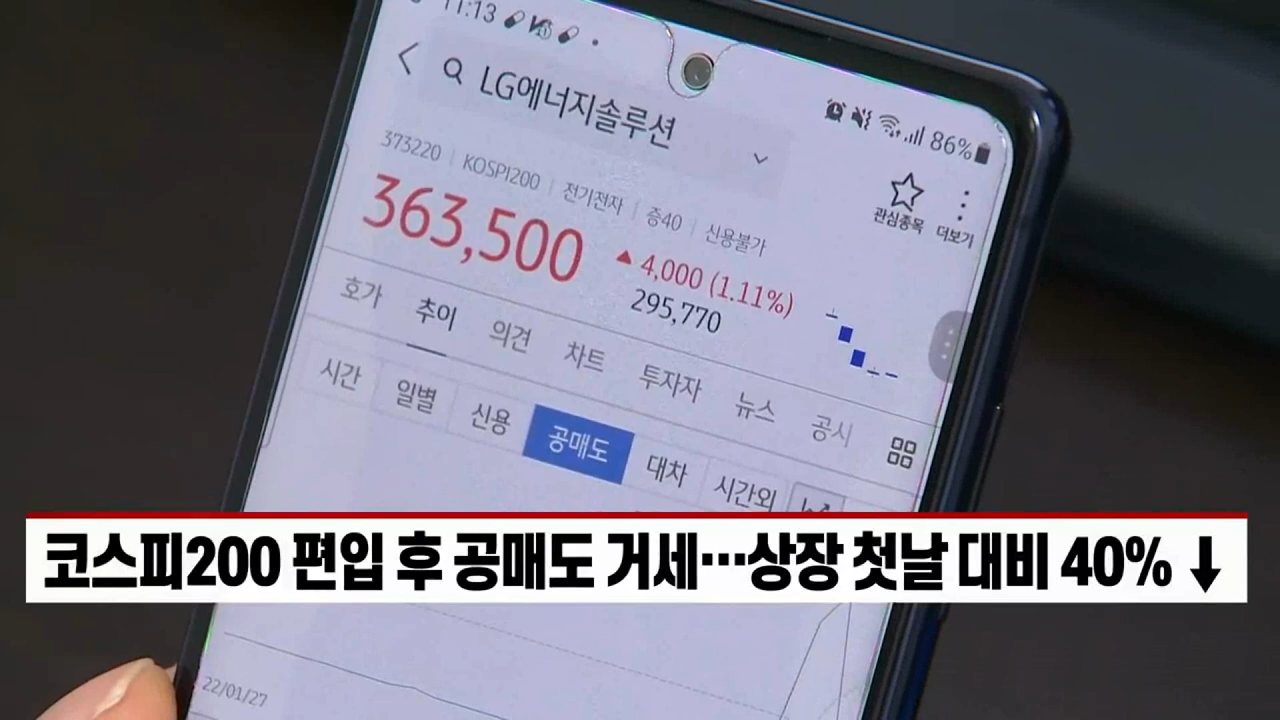 11:13
86%
LG에너지솔루션
373220 | KOSPI200 | 전기전자 | 증40 | 신용불가
관심종목 더보기
363,500 ▲ 4,000 (1.11%)
295,770
호가 추이 의견 차트 투자자 뉴스 공시
시간 일별 신용 공매도 대차 시간외
코스피200 편입 후 공매도 거세…상장 첫날 대비 40% ↓
22/01/27